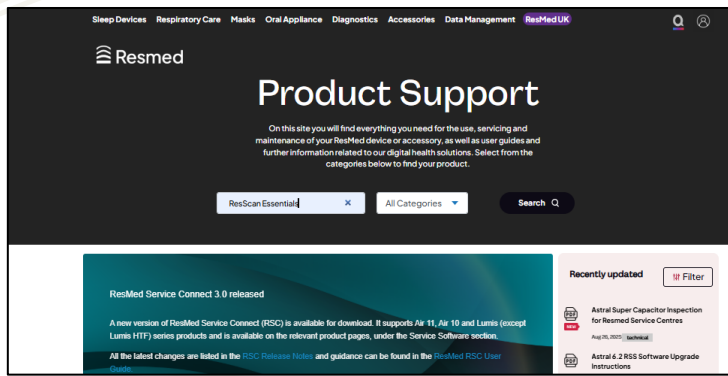 Sleep Devices Respiratory Care Masks Oral Appliance Diagnostics Accessories Data Management ResMed UK
Resmed
Product Support
On this site you will find everything you need for the use, servicing and
maintenance of your ResMed device or accessory, as well as user guides and
further information related to our digital health solutions. Select from the
categories below to find your product.
ResScan Essentials × All Categories Search
ResMed Service Connect 3.0 released
A new version of ResMed Service Connect (RSC) is available for download. It supports Air 11, Air 10 and Lumis (except
Lumis HTF) series products and is available on the relevant product pages, under the Service Software section.
All the latest changes are listed in the RSC Release Notes and guidance can be found in the ResMed RSC User
Guide.
Recently updated Filter
PDF
NEW
Astral Super Capacitor Inspection
for Resmed Service Centres
Aug 28, 2025 technical
PDF
Astral 6.2 RSS Software Upgrade
Instructions